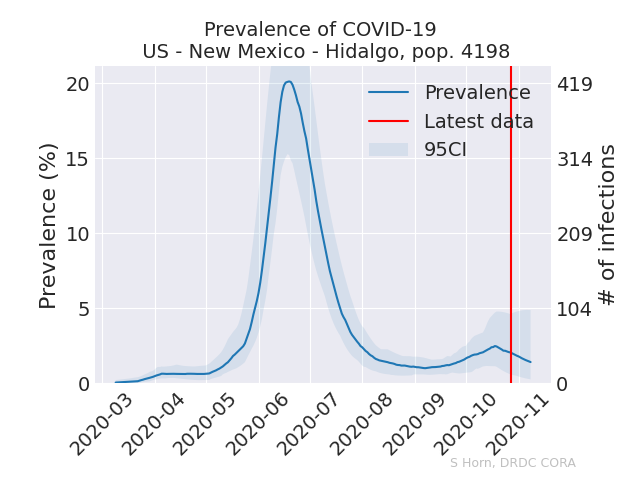 Prevalence of COVID-19
US - New Mexico - Hidalgo, pop. 4198
Prevalence (%)
20
15
10
5
0
Prevalence
Latest data
95CI
419
314
209
104
0
# of infections
2020-03
2020-04
2020-05
2020-06
2020-07
2020-08
2020-09
2020-10
2020-11
S Horn, DRDC CORA